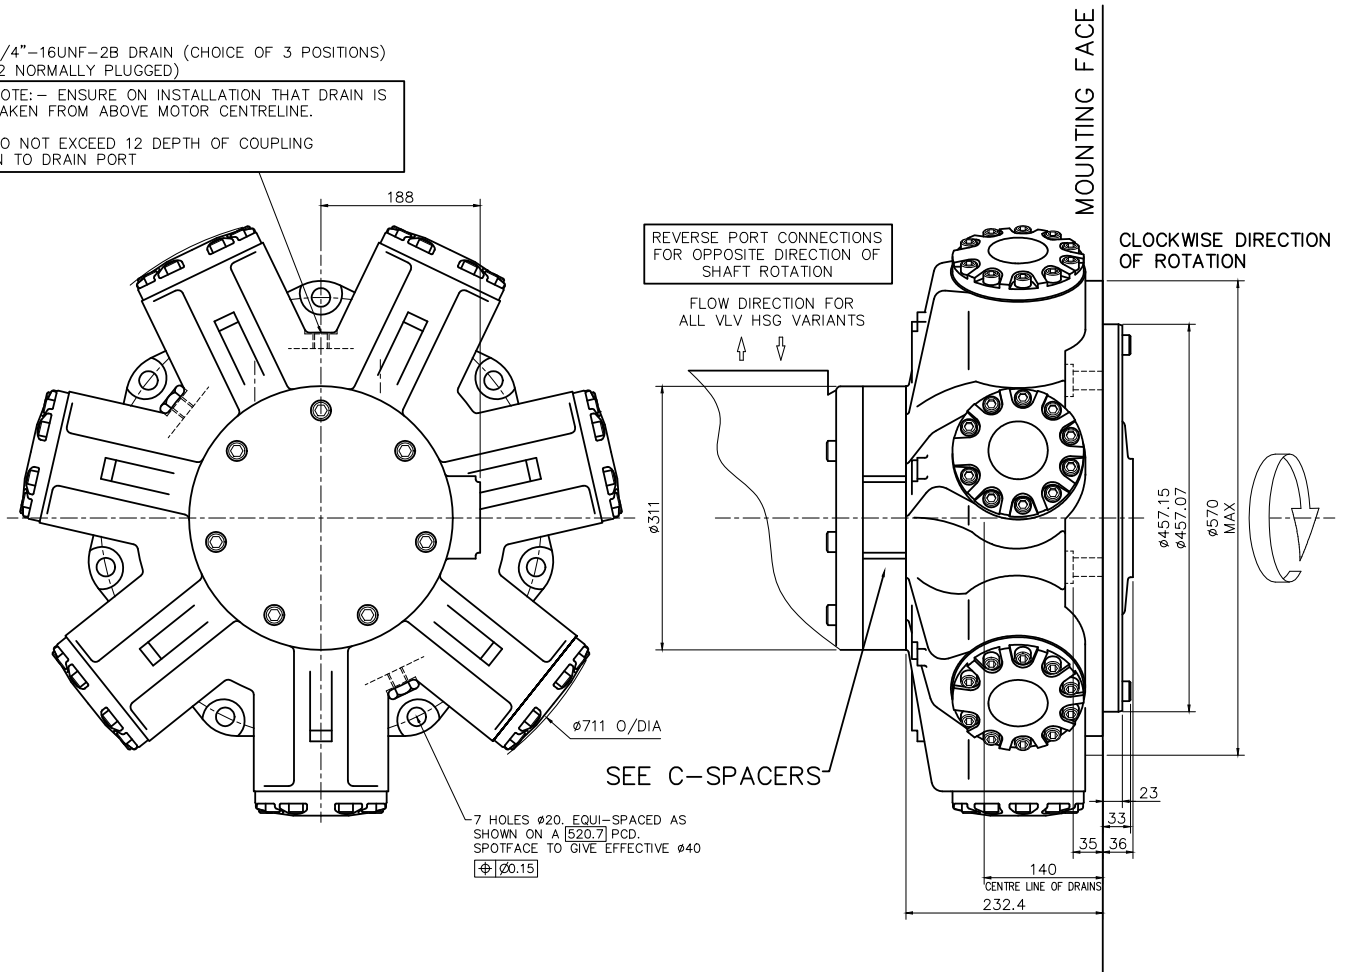 /4"-16UNF-2B DRAIN (CHOICE OF 3 POSITIONS)
2 NORMALLY PLUGGED)
OTE:- ENSURE ON INSTALLATION THAT DRAIN IS
AKEN FROM ABOVE MOTOR CENTRELINE.
O NOT EXCEED 12 DEPTH OF COUPLING
N TO DRAIN PORT
188
REVERSE PORT CONNECTIONS
FOR OPPOSITE DIRECTION OF
SHAFT ROTATION
FLOW DIRECTION FOR
ALL VLV HSG VARIANTS
MOUNTING FACE
CLOCKWISE DIRECTION
OF ROTATION
ø311
ø457.15
ø457.07
ø570
MAX
ø711 O/DIA
SEE C-SPACERS
7 HOLES ø20. EQUI-SPACED AS
SHOWN ON A 520.7 PCD.
SPOTFACE TO GIVE EFFECTIVE ø40
⌖ Ø0.15
23
33
35
36
140
CENTRE LINE OF DRAINS
232.4